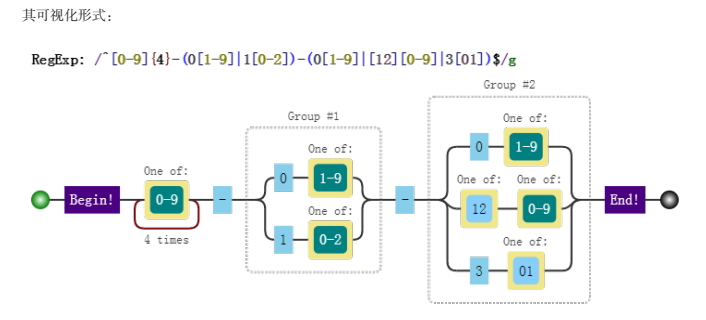 其可视化形式：
RegExp: /^[0-9]{4}-(0[1-9]|1[0-2])-(0[1-9]|[12][0-9]|3[01])$/g
Group #2
Group #1
One of:
0 1-9
One of:
0 1-9
One of:
One of: One of:
Begin! 0-9 - - 12 0-9 End!
One of:
1 0-2
4 times
One of:
3 01